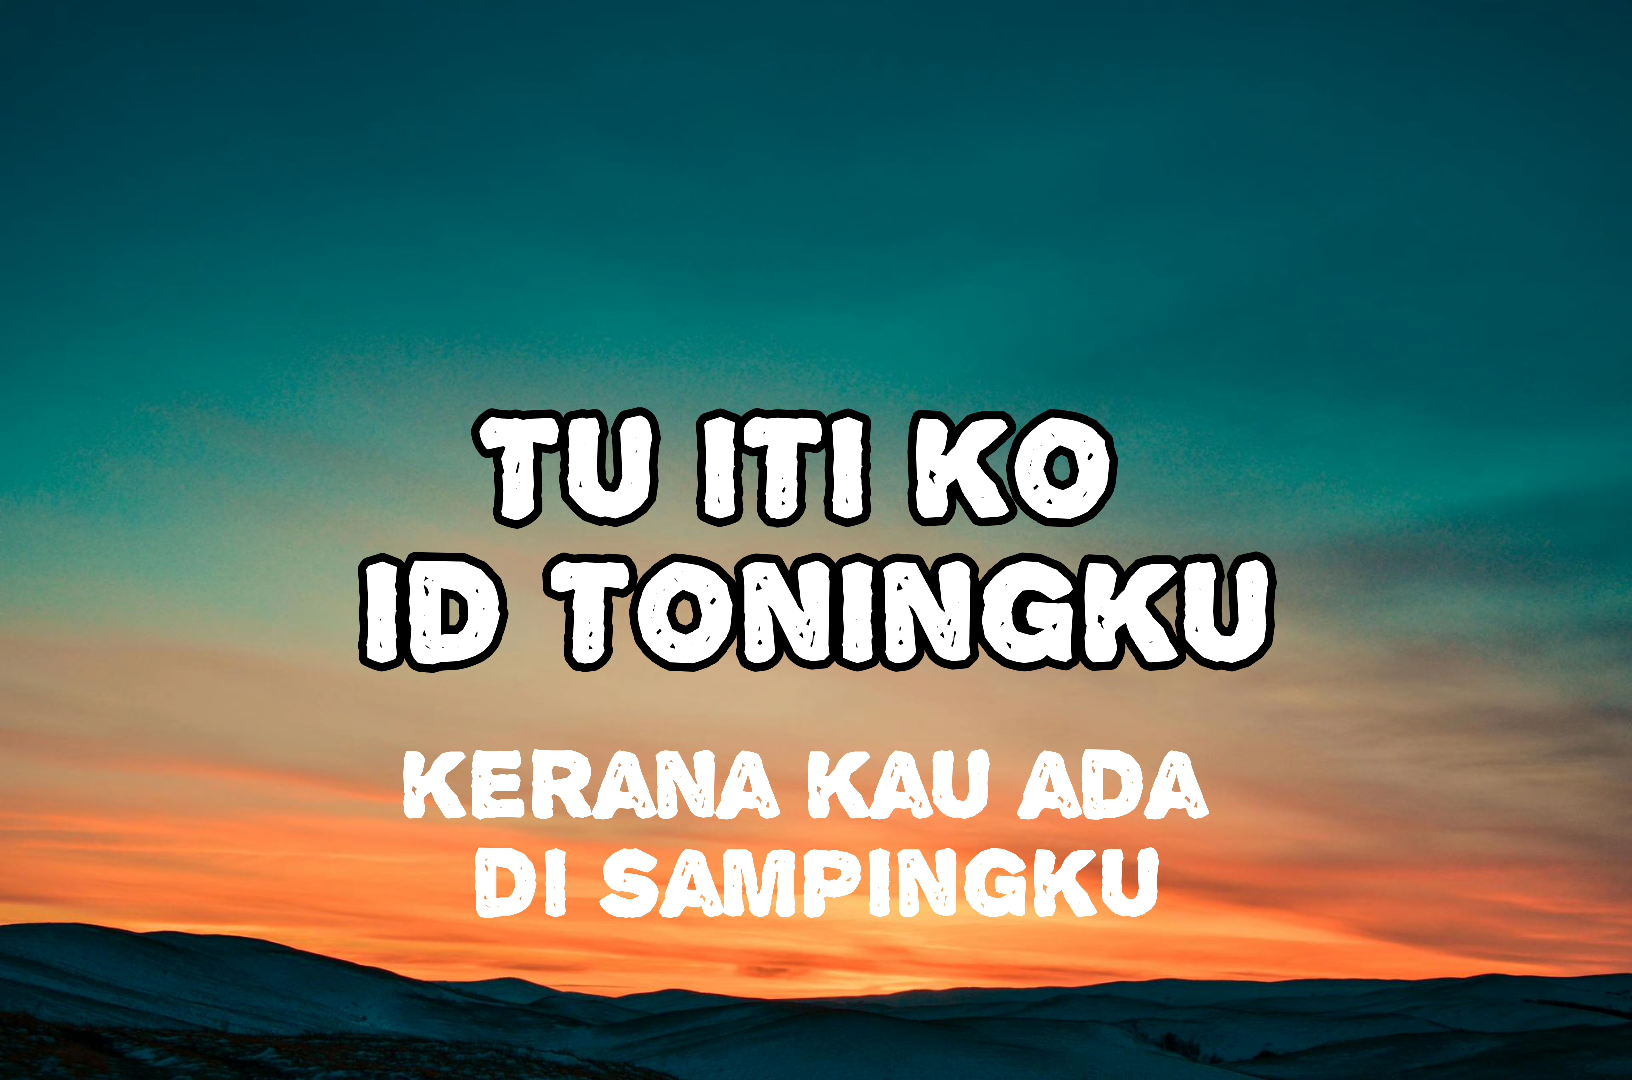 TU ITI KO
ID TONINGKU
KERANA KAU ADA
DI SAMPINGKU